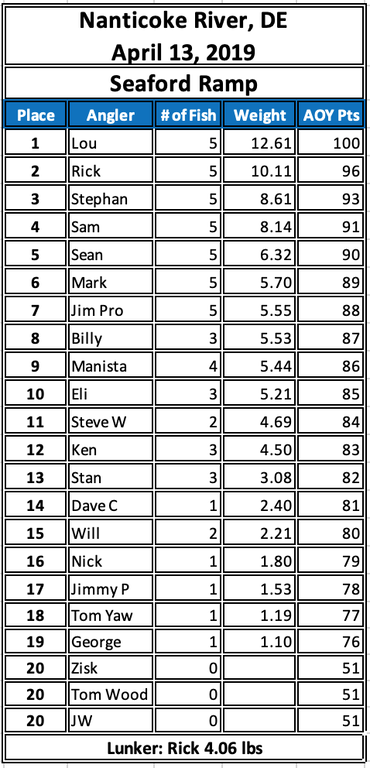 Nanticoke River, DE
April 13, 2019
Seaford Ramp
Place Angler # of Fish Weight AOY Pts
1 Lou 5 12.61 100
2 Rick 5 10.11 96
3 Stephan 5 8.61 93
4 Sam 5 8.14 91
5 Sean 5 6.32 90
6 Mark 5 5.70 89
7 Jim Pro 5 5.55 88
8 Billy 3 5.53 87
9 Manista 4 5.44 86
10 Eli 3 5.21 85
11 Steve W 2 4.69 84
12 Ken 3 4.50 83
13 Stan 3 3.08 82
14 Dave C 1 2.40 81
15 Will 2 2.21 80
16 Nick 1 1.80 79
17 Jimmy P 1 1.53 78
18 Tom Yaw 1 1.19 77
19 George 1 1.10 76
20 Zisk 0 51
20 Tom Wood 0 51
20 JW 0 51
Lunker: Rick 4.06 lbs